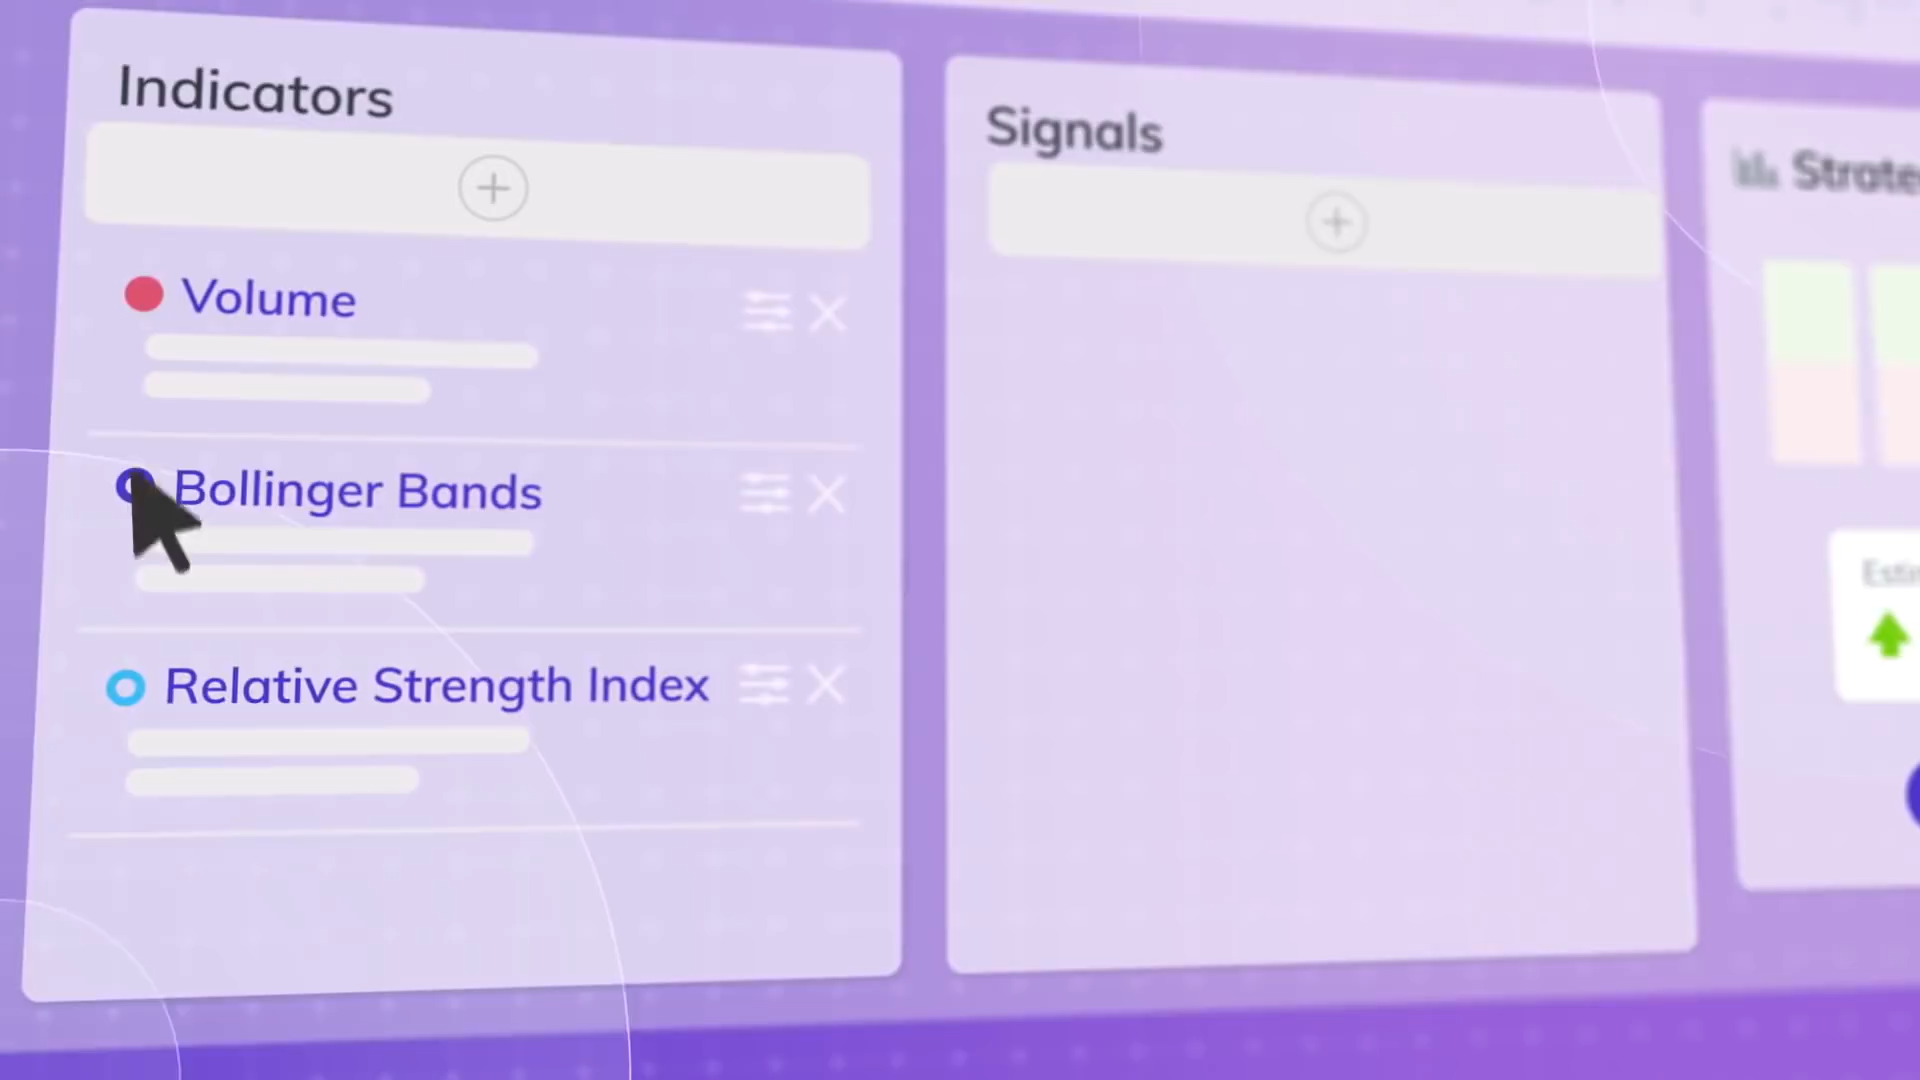 Indicators
Volume
Bollinger Bands
Relative Strength Index
Signals